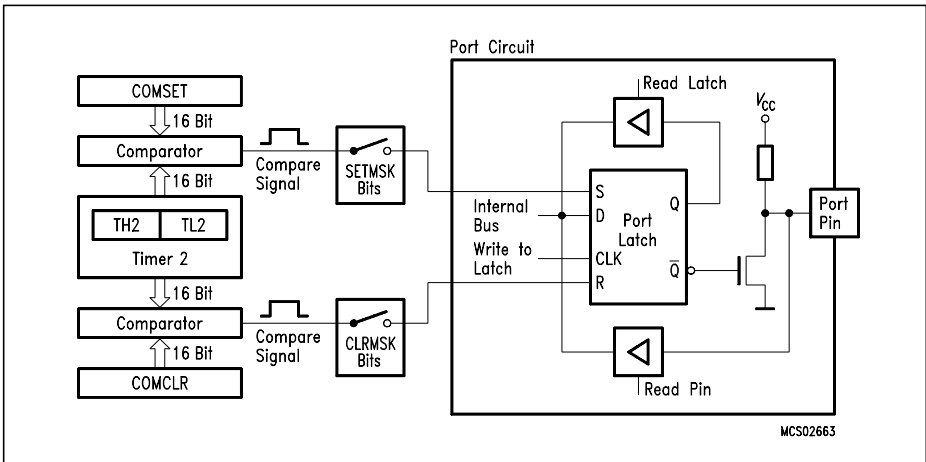 Port Circuit
COMSET
16 Bit
Comparator
Compare
Signal
16 Bit
SETMSK
Bits
TH2
TL2
Timer 2
16 Bit
Comparator
Compare
Signal
16 Bit
CLRMSK
Bits
COMCLR
Read Latch
VCC
Internal
Bus
Write to
Latch
S
D
CLK
R
Port
Latch
Q
Q̅
Port
Pin
Read Pin
MCS02663